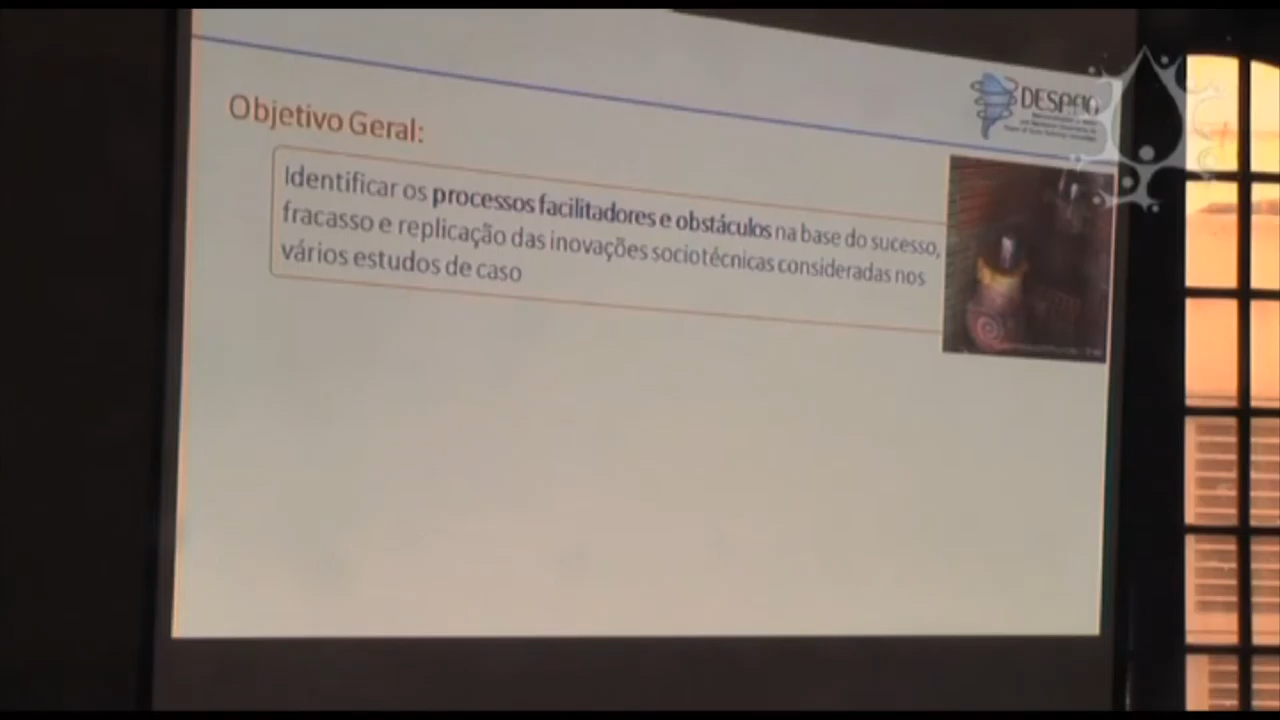 DESAFIO
Objetivo Geral:
Identificar os processos facilitadores e obstáculos na base do sucesso,
fracasso e replicação das inovações sociotécnicas consideradas nos
vários estudos de caso